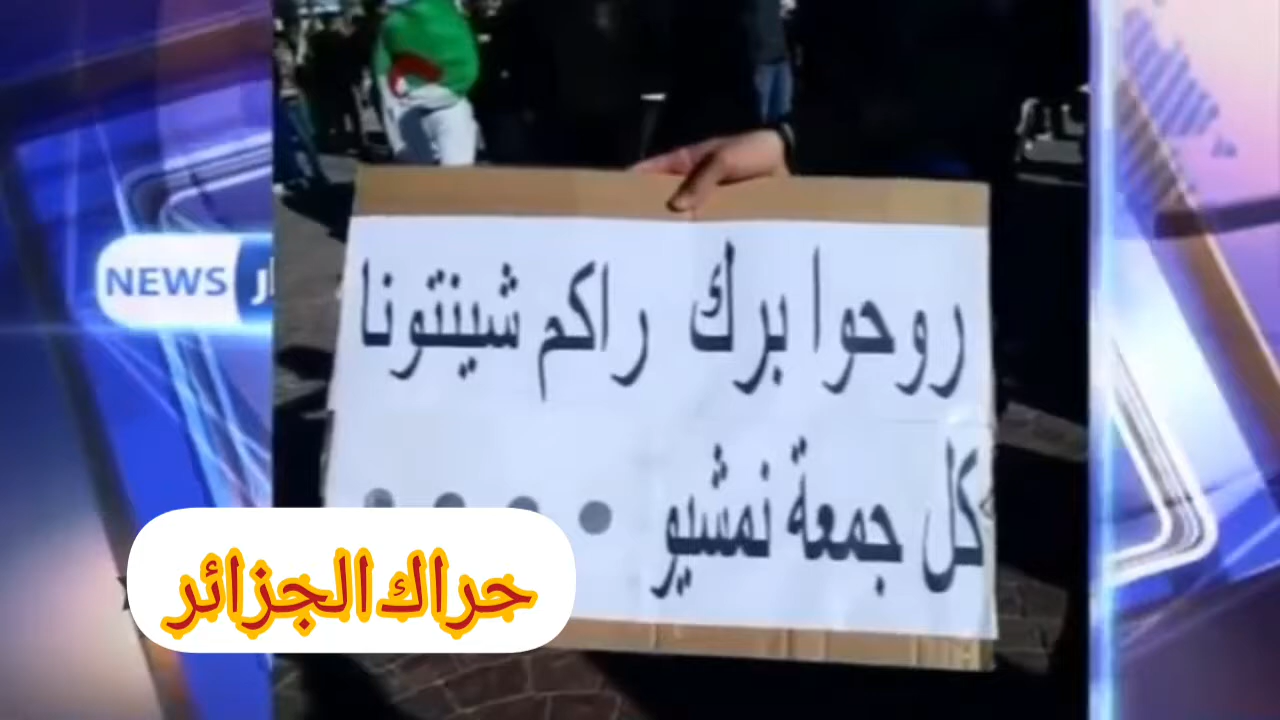 روحوا برك راكم شينتونا
كل جمعة نمشيو ....
NEWS
حراك الجزائر